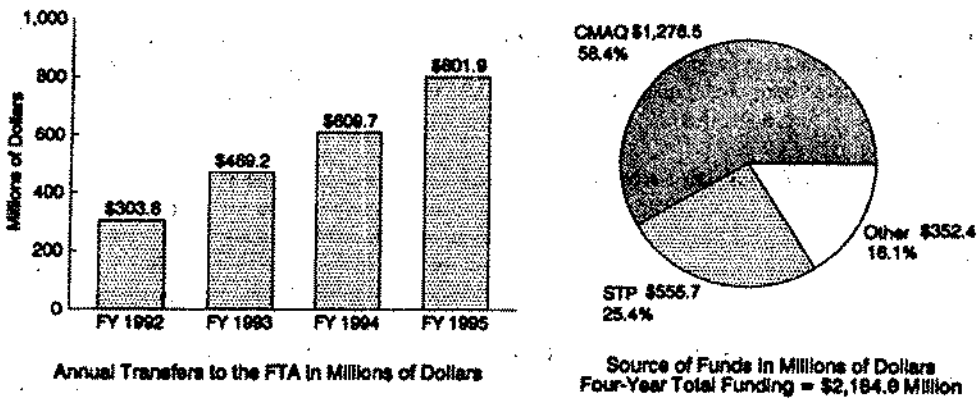 1,000
800
600
400
200
0
Millions of Dollars
$303.8
$469.2
$609.7
$801.9
FY 1992 FY 1993 FY 1994 FY 1995
Annual Transfers to the FTA in Millions of Dollars
CMAQ $1,276.5
58.4%
Other $352.4
16.1%
STP $555.7
25.4%
Source of Funds in Millions of Dollars
Four-Year Total Funding = $2,184.6 Million